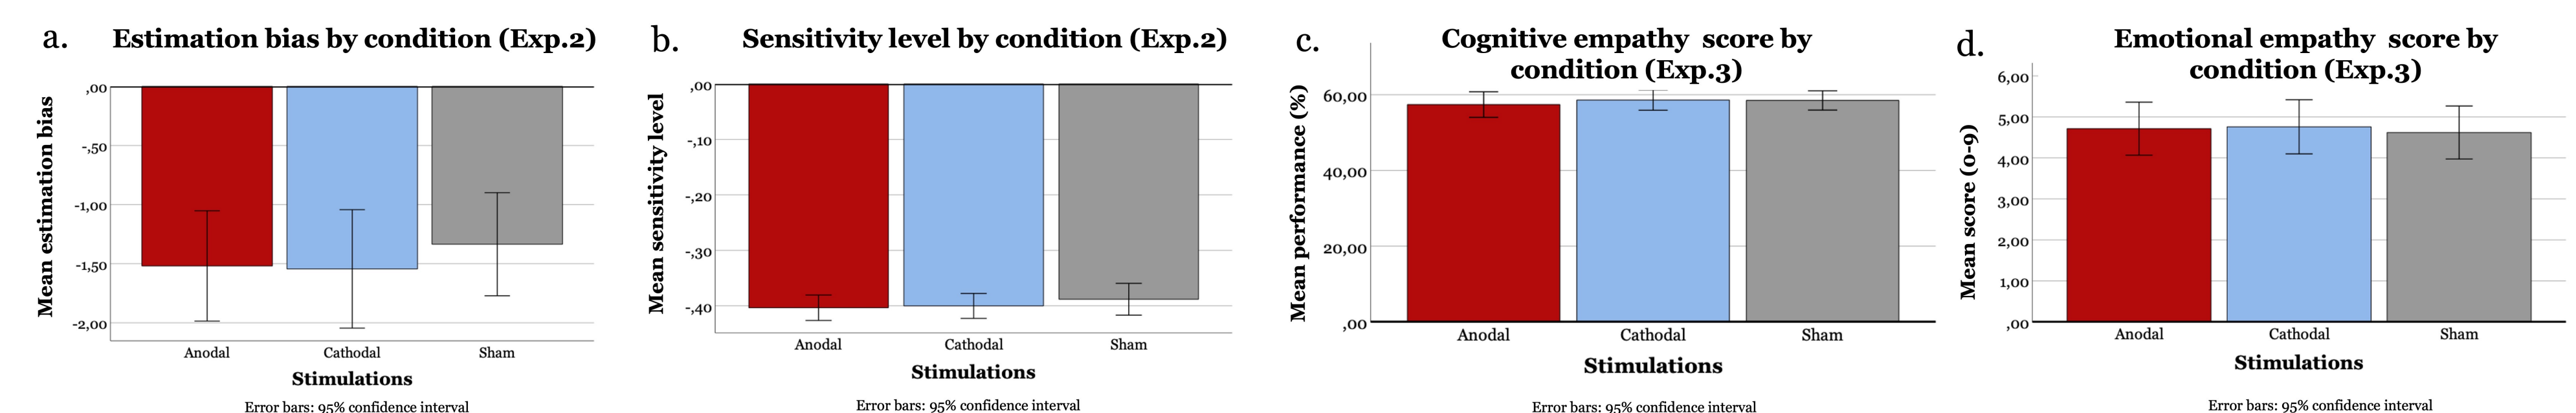 a.
Estimation bias by condition (Exp.2)
Mean estimation bias
,00
-,50
-1,00
-1,50
-2,00
Anodal
Cathodal
Sham
Stimulations
Error bars: 95% confidence interval
b.
Sensitivity level by condition (Exp.2)
Mean sensitivity level
,00
-,10
-,20
-,30
-,40
Anodal
Cathodal
Sham
Stimulations
Error bars: 95% confidence interval
c.
Cognitive empathy score by
condition (Exp.3)
Mean performance (%)
60,00
40,00
20,00
,00
Anodal
Cathodal
Sham
Stimulations
Error bars: 95% confidence interval
d.
Emotional empathy score by
condition (Exp.3)
Mean score (0-9)
6,00
5,00
4,00
3,00
2,00
1,00
,00
Anodal
Cathodal
Sham
Stimulations
Error bars: 95% confidence interval